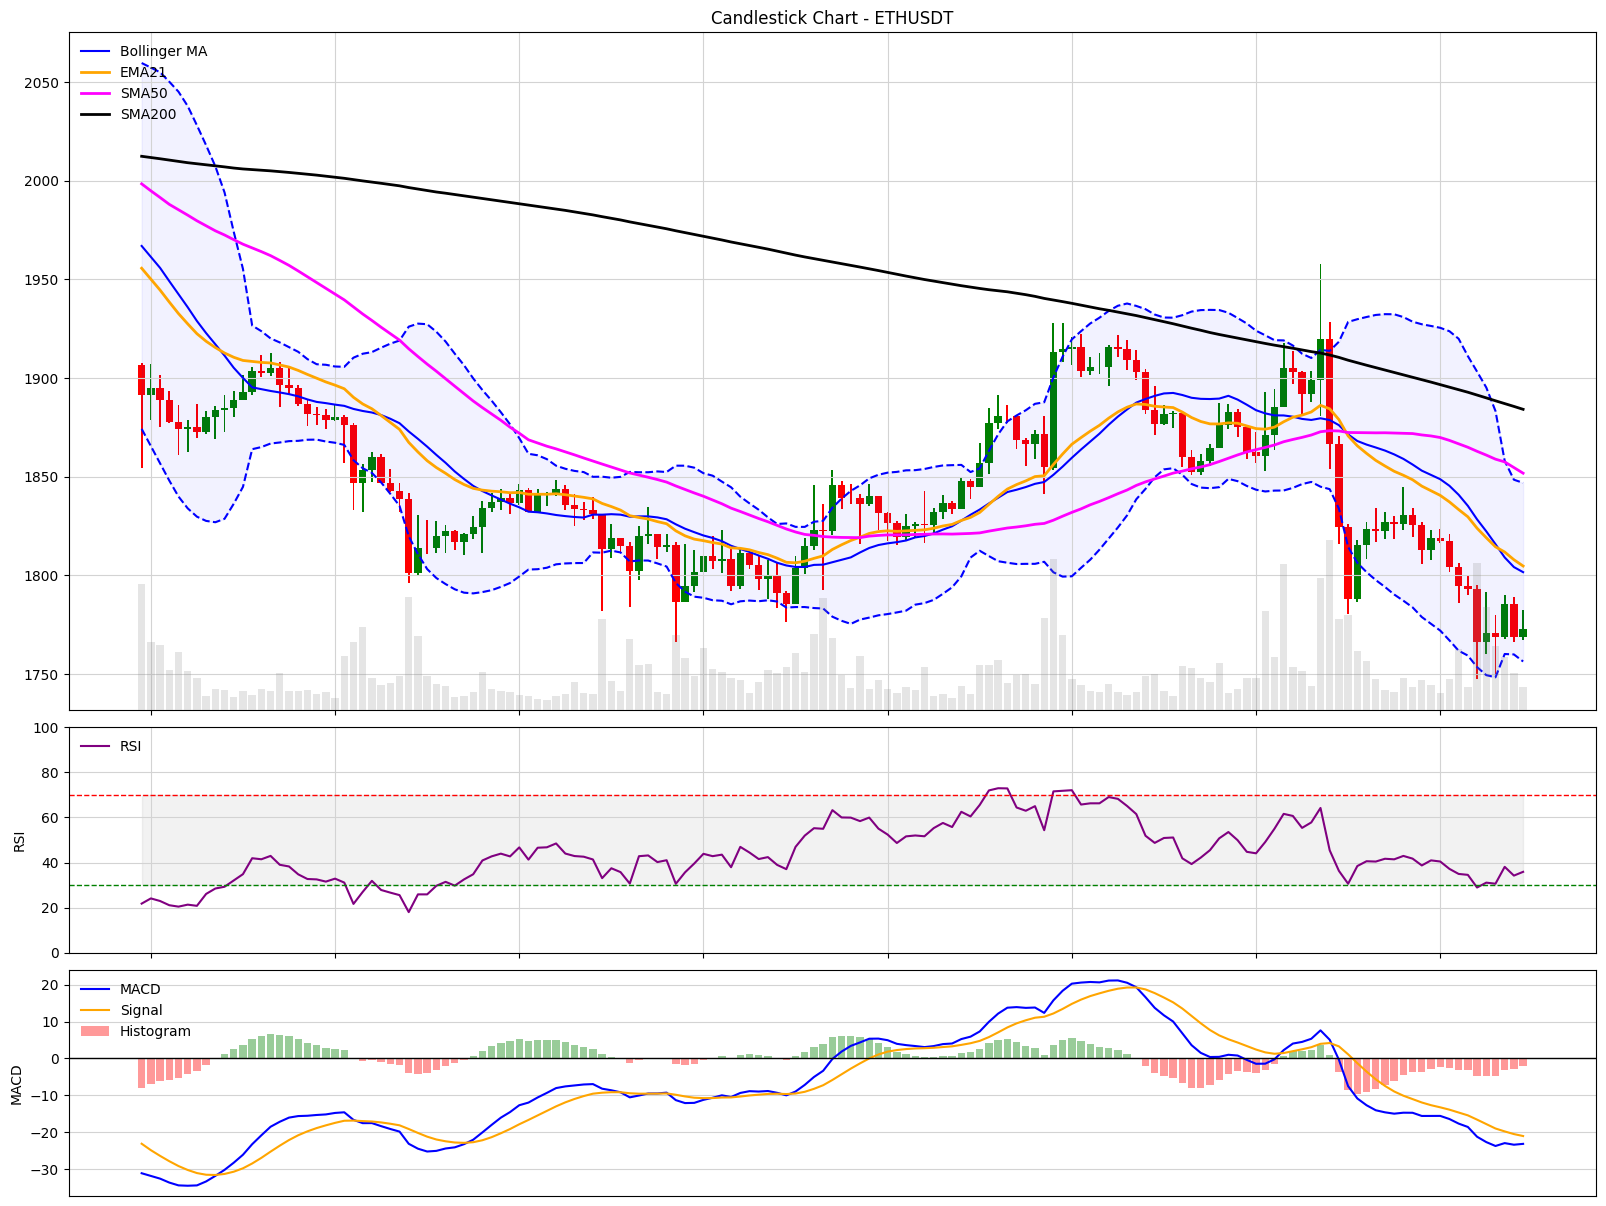 Candlestick Chart - ETHUSDT
Bollinger MA
EMA21
SMA50
SMA200
2050
2000
1950
1900
1850
1800
1750
RSI
100
80
60
40
20
0
RSI
MACD
Signal
Histogram
20
10
0
−10
−20
−30
MACD